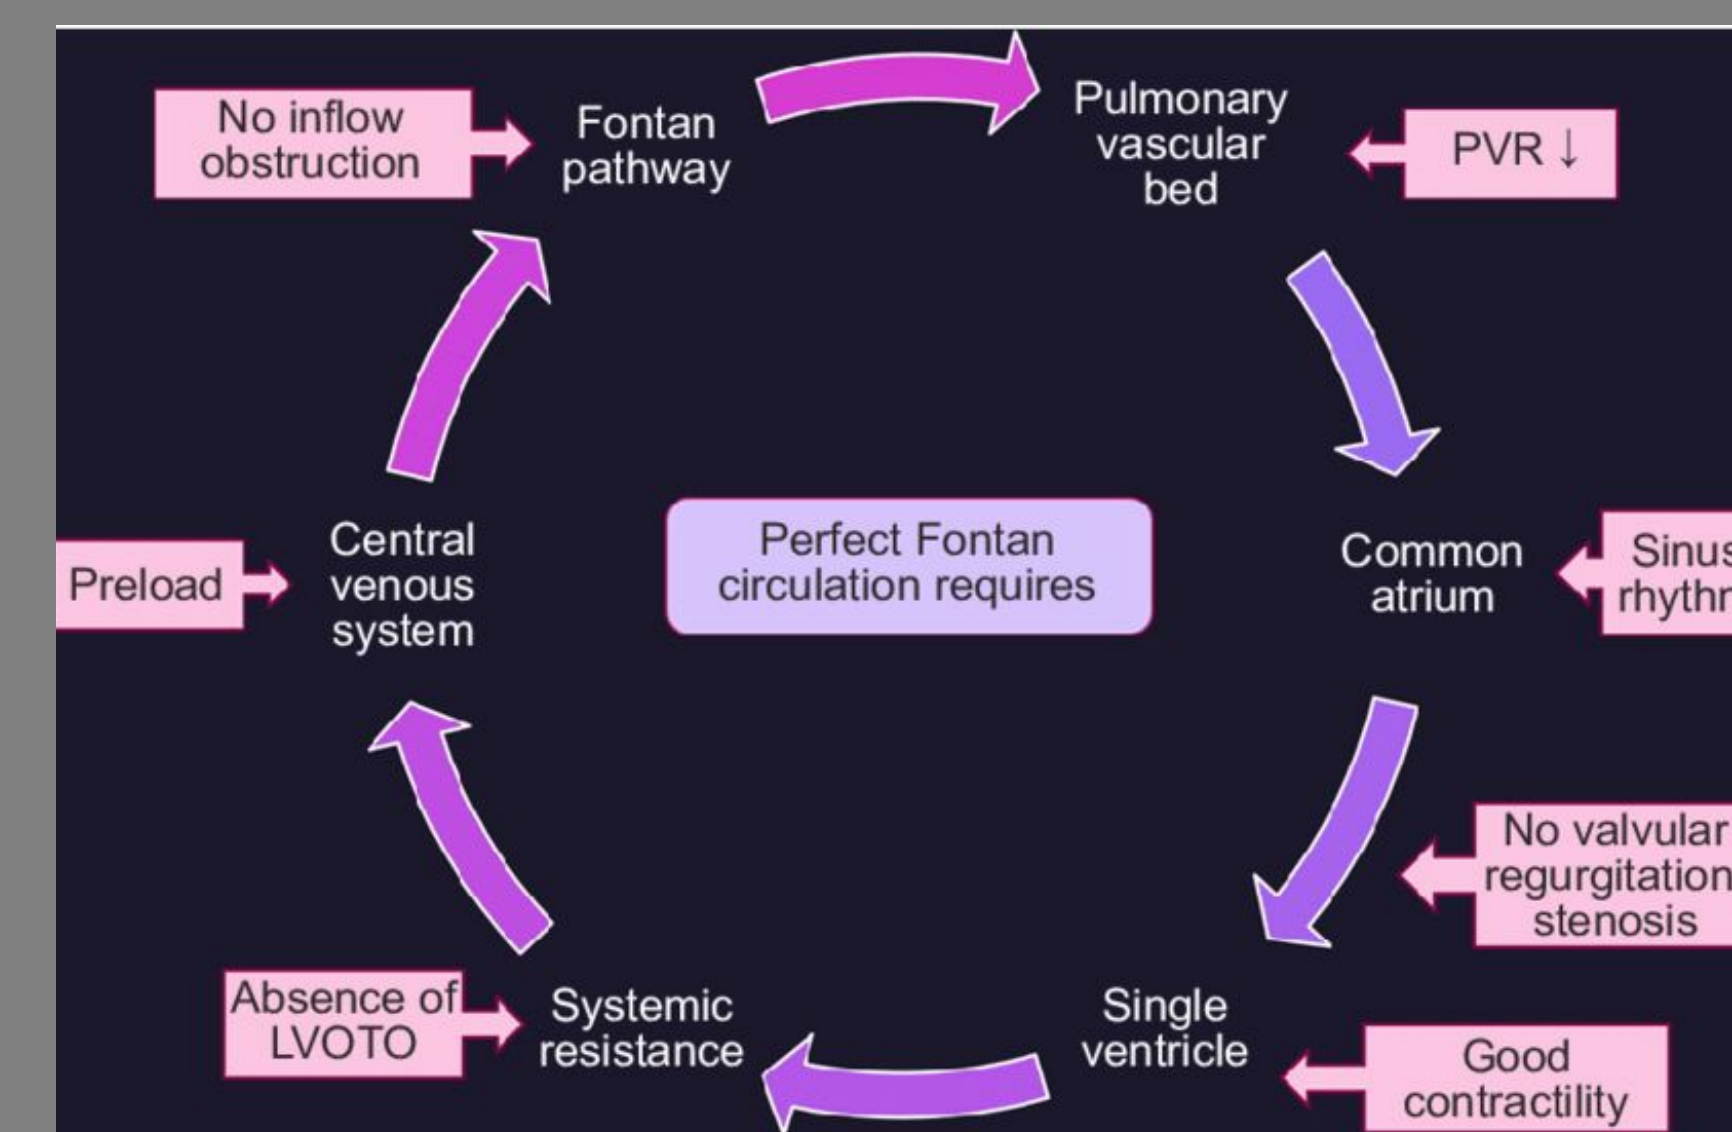 No inflow
obstruction
Fontan
pathway
Pulmonary
vascular
bed
PVR ↓
Preload
Central
venous
system
Perfect Fontan
circulation requires
Common
atrium
Sinus
No valvular
regurgitation
stenosis
Absence of
LVOTO
Systemic
resistance
Single
ventricle
Good
contractility